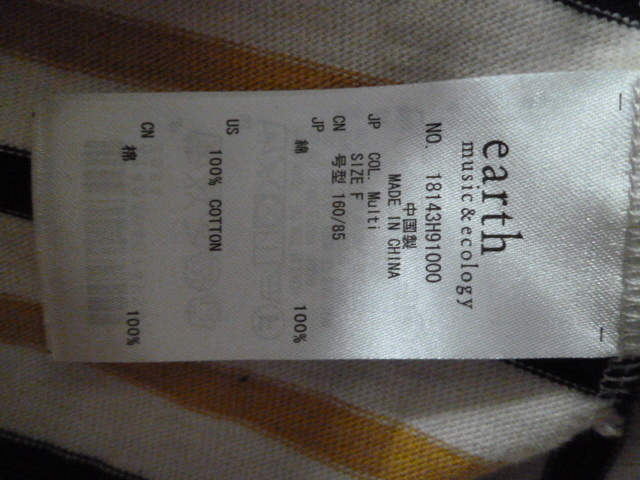 earth
music&ecology
NO. 18143H91000
中国製
MADE IN CHINA
JP COL. Multi
SIZE F
CN 号型 160/85
JP 綿 100%
US 100% COTTON
CN 棉 100%